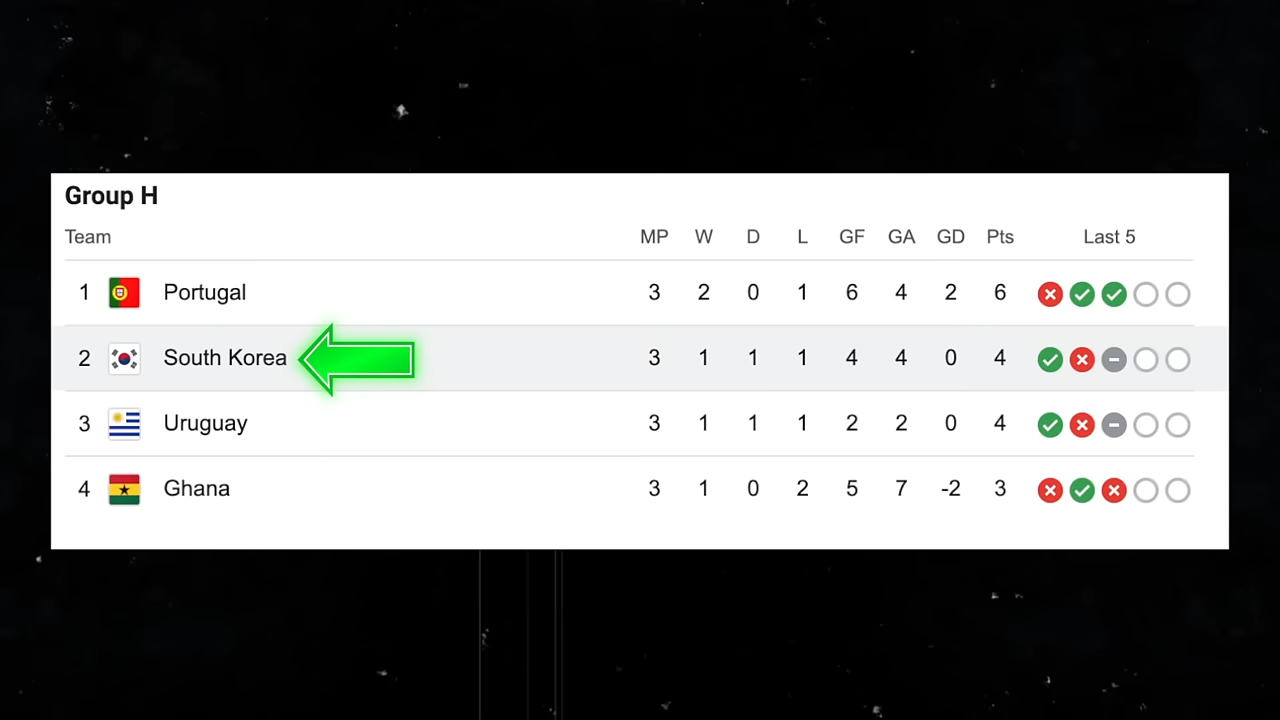 Group H
Team MP W D L GF GA GD Pts Last 5
1 Portugal 3 2 0 1 6 4 2 6
2 South Korea 3 1 1 1 4 4 0 4
3 Uruguay 3 1 1 1 2 2 0 4
4 Ghana 3 1 0 2 5 7 -2 3